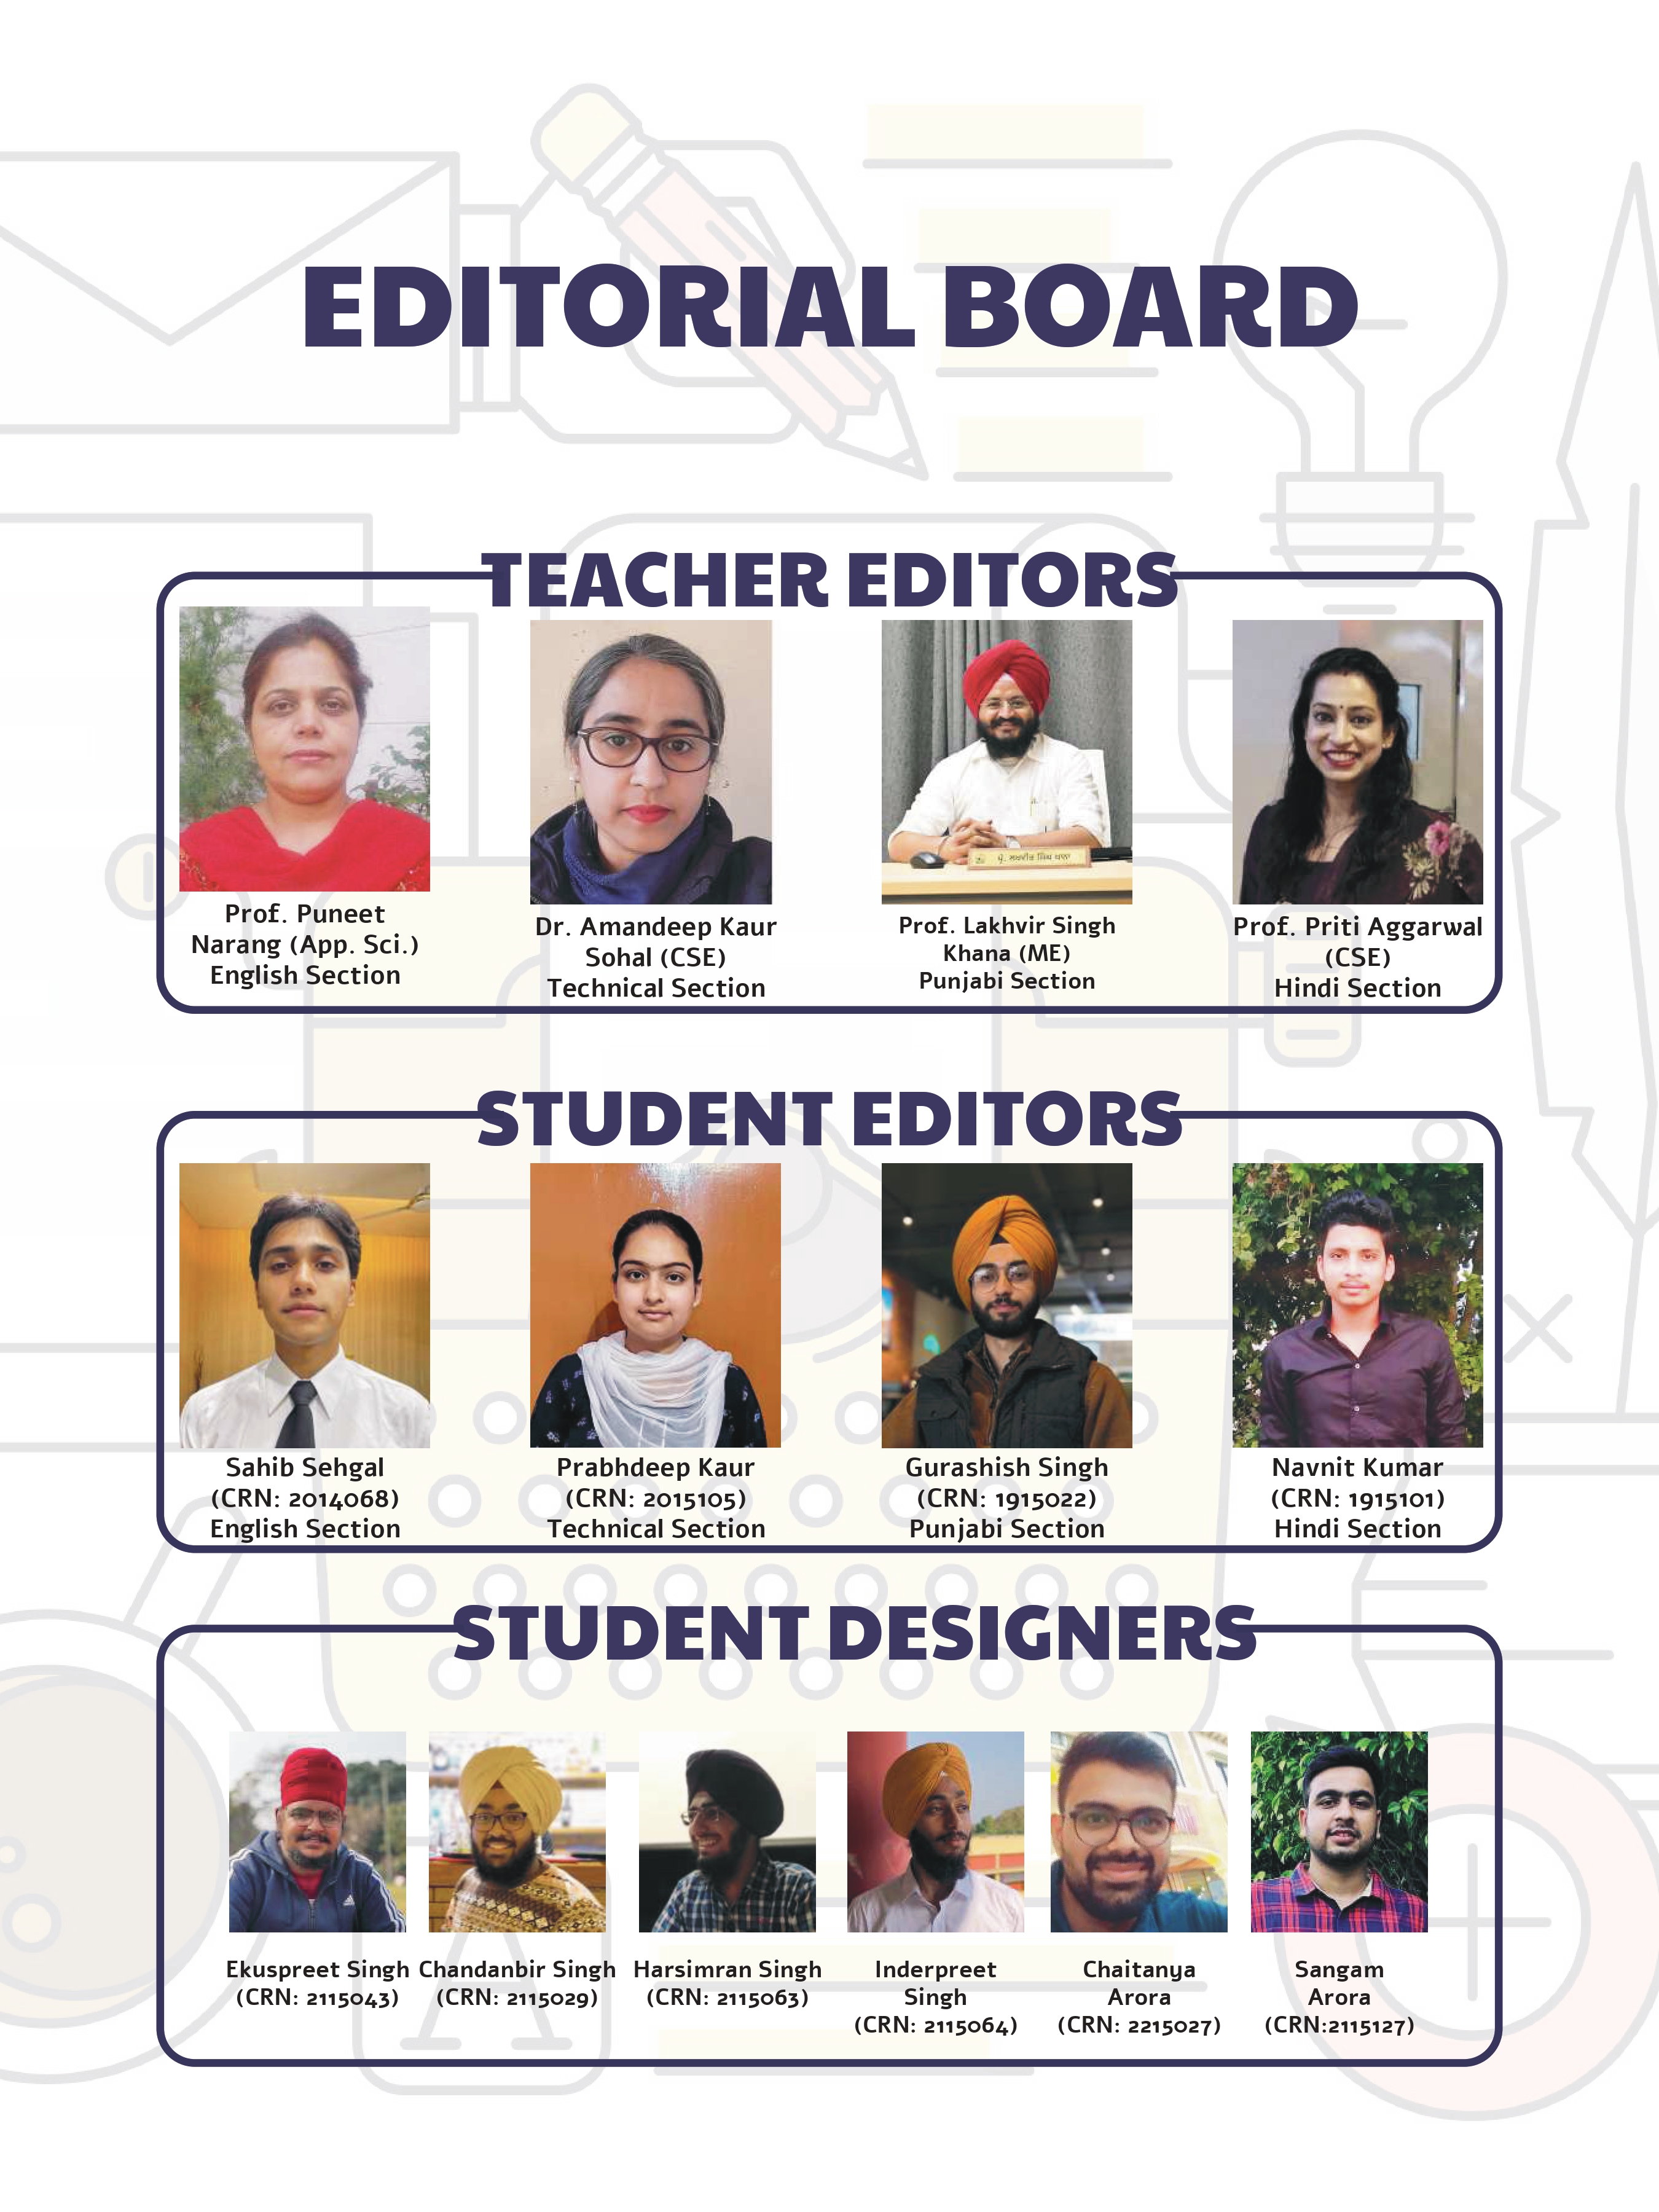 EDITORIAL BOARD
TEACHER EDITORS
Prof. Puneet
Narang (App. Sci.)
English Section
Dr. Amandeep Kaur
Sohal (CSE)
Technical Section
ਪ੍ਰੋ. ਲਖਵੀਰ ਸਿੰਘ ਖਾਨਾ
Prof. Lakhvir Singh
Khana (ME)
Punjabi Section
Prof. Priti Aggarwal
(CSE)
Hindi Section
STUDENT EDITORS
Sahib Sehgal
(CRN: 2014068)
English Section
Prabhdeep Kaur
(CRN: 2015105)
Technical Section
Gurashish Singh
(CRN: 1915022)
Punjabi Section
Navnit Kumar
(CRN: 1915101)
Hindi Section
STUDENT DESIGNERS
Ekuspreet Singh
(CRN: 2115043)
Chandanbir Singh
(CRN: 2115029)
Harsimran Singh
(CRN: 2115063)
Inderpreet
Singh
(CRN: 2115064)
Chaitanya
Arora
(CRN: 2215027)
Sangam
Arora
(CRN:2115127)